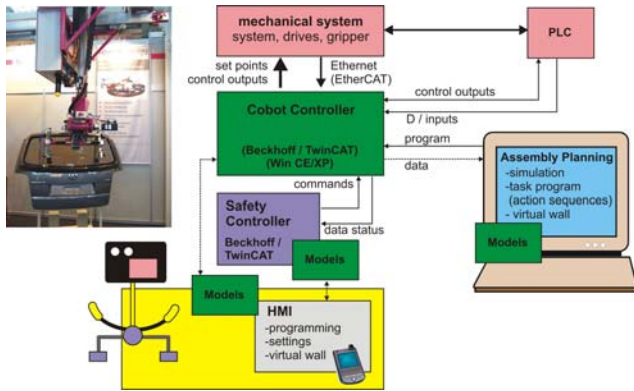 mechanical system
system, drives, gripper
PLC
set points
control outputs
Ethernet
(EtherCAT)
Cobot Controller
(Beckhoff / TwinCAT)
(Win CE/XP)
control outputs
D / inputs
program
data
Assembly Planning
-simulation
-task program
(action sequences)
- virtual wall
Models
commands
Safety
Controller
Beckhoff /
TwinCAT
data status
Models
Models
HMI
-programming
-settings
-virtual wall